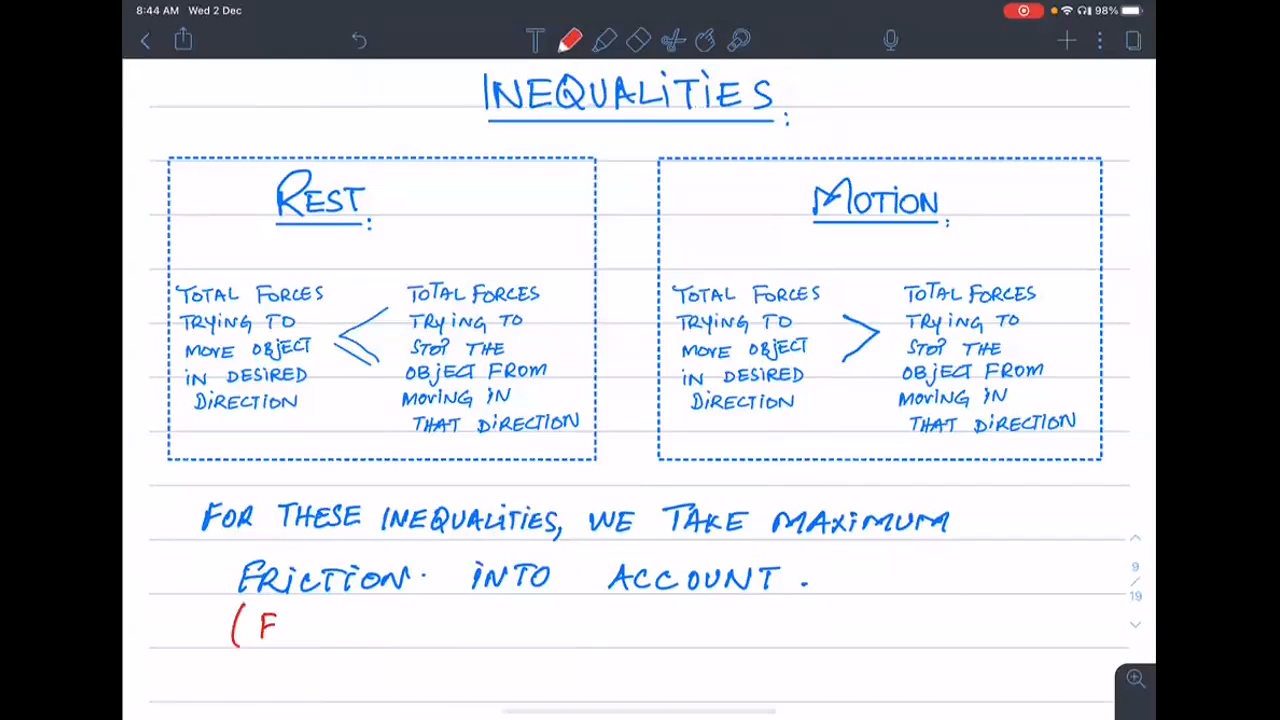 8:44 AM Wed 2 Dec
98%
T
INEQUALITIES:
REST:
TOTAL FORCES
TRYING TO
MOVE OBJECT
IN DESIRED
DIRECTION
≤
TOTAL FORCES
TRYING TO
STOP THE
OBJECT FROM
MOVING IN
THAT DIRECTION
MOTION:
TOTAL FORCES
TRYING TO
MOVE OBJECT
IN DESIRED
DIRECTION
>
TOTAL FORCES
TRYING TO
STOP THE
OBJECT FROM
MOVING IN
THAT DIRECTION
FOR THESE INEQUALITIES, WE TAKE MAXIMUM
FRICTION. INTO ACCOUNT.
(F
9
/
19